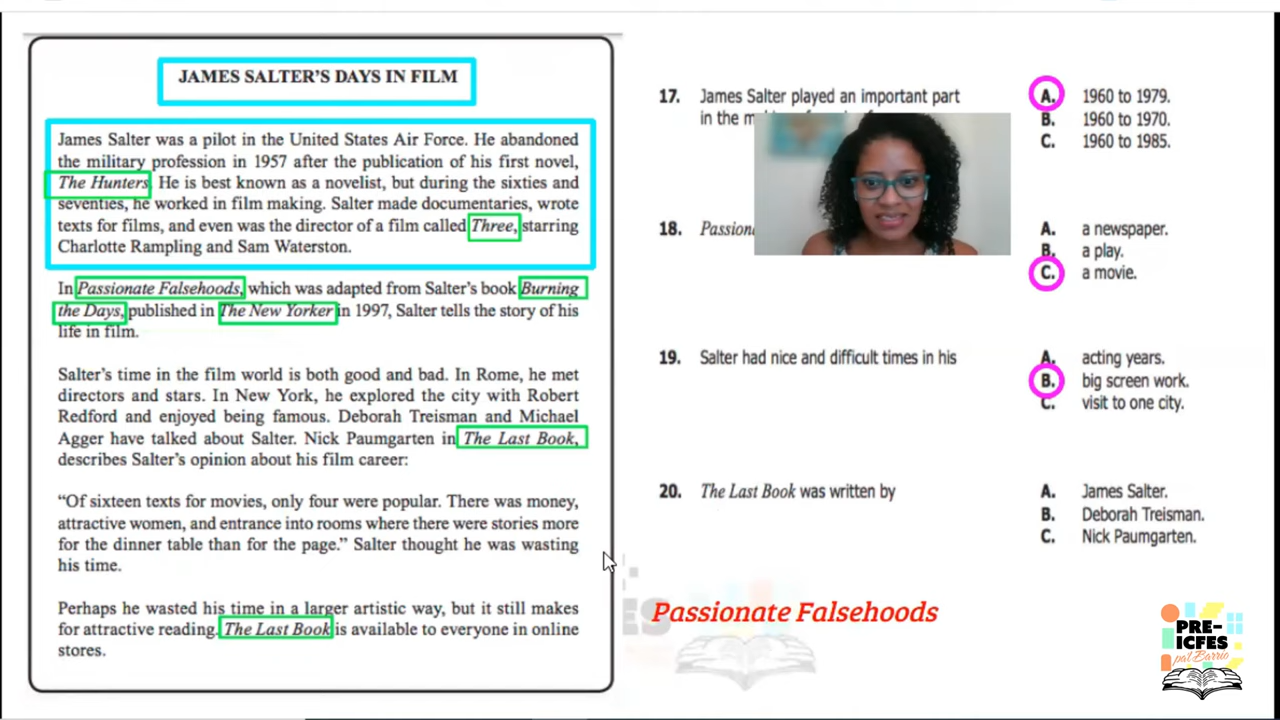 JAMES SALTER'S DAYS IN FILM
James Salter was a pilot in the United States Air Force. He abandoned
the military profession in 1957 after the publication of his first novel,
The Hunters. He is best known as a novelist, but during the sixties and
seventies, he worked in film making. Salter made documentaries, wrote
texts for films, and even was the director of a film called Three, starring
Charlotte Rampling and Sam Waterston.
In Passionate Falsehoods, which was adapted from Salter's book Burning
the Days, published in The New Yorker in 1997, Salter tells the story of his
life in film.
Salter's time in the film world is both good and bad. In Rome, he met
directors and stars. In New York, he explored the city with Robert
Redford and enjoyed being famous. Deborah Treisman and Michael
Agger have talked about Salter. Nick Paumgarten in The Last Book,
describes Salter's opinion about his film career:
“Of sixteen texts for movies, only four were popular. There was money,
attractive women, and entrance into rooms where there were stories more
for the dinner table than for the page.” Salter thought he was wasting
his time.
Perhaps he wasted his time in a larger artistic way, but it still makes
for attractive reading. The Last Book is available to everyone in online
stores.
17. James Salter played an important part
in the
A. 1960 to 1979.
B. 1960 to 1970.
C. 1960 to 1985.
18.
A. a newspaper.
B. a play.
C. a movie.
19. Salter had nice and difficult times in his
A. acting years.
B. big screen work.
C. visit to one city.
20. The Last Book was written by
A. James Salter.
B. Deborah Treisman.
C. Nick Paumgarten.
Passionate Falsehoods
PRE-
ICFES
pa'l Barrio